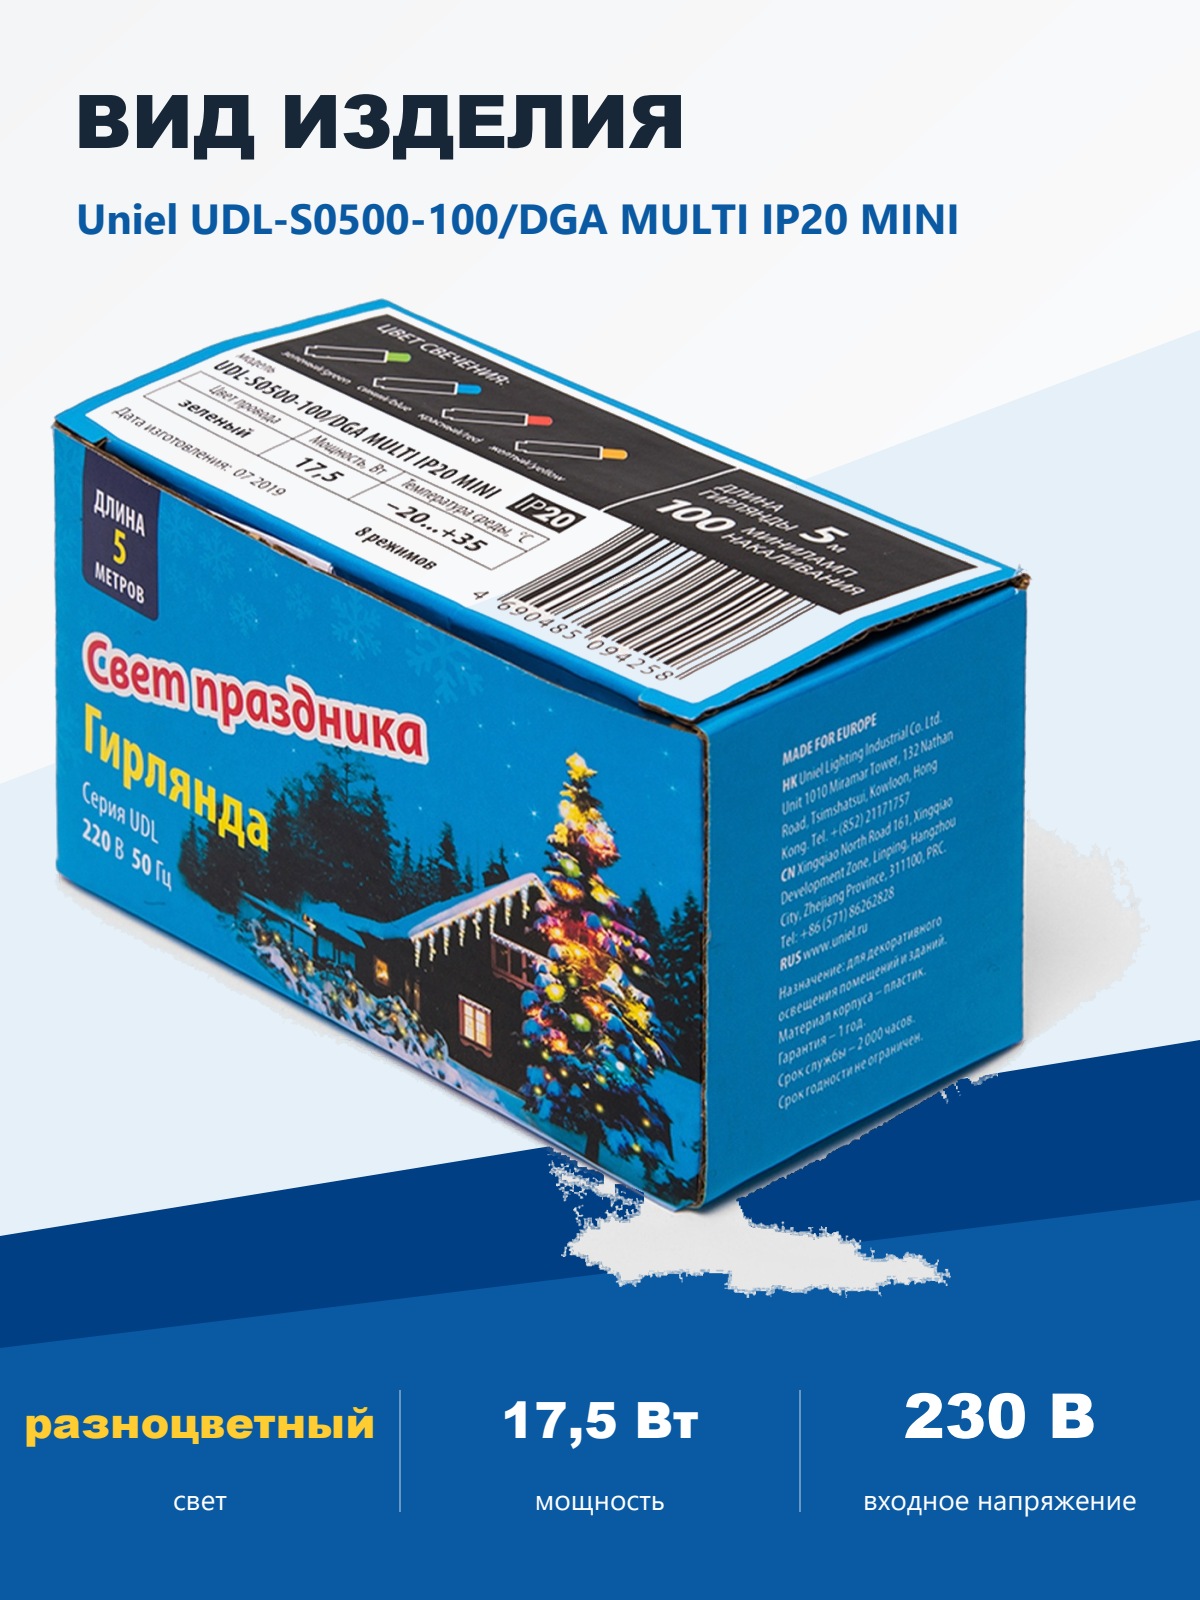 ВИД ИЗДЕЛИЯ
Uniel UDL-S0500-100/DGA MULTI IP20 MINI
ЦВЕТ СВЕЧЕНИЯ:
зеленый/green
синий/blue
красный/red
желтый/yellow
модель
UDL-S0500-100/DGA MULTI IP20 MINI
Цвет провода
Мощность, Вт
Температура среды, °С
зеленый
17,5
−20...+35
IP20
Дата изготовления: 07 2019
8 режимов
ДЛИНА
ГИРЛЯНДЫ 5 м
100 МИНИЛАМП
НАКАЛИВАНИЯ
4 690485 094258
ДЛИНА
5
МЕТРОВ
Свет праздника
Гирлянда
Серия UDL
220 В 50 Гц
MADE FOR EUROPE
HK Uniel Lighting Industrial Co. Ltd.
Unit 1010 Miramar Tower, 132 Nathan
Road, Tsimshatsui, Kowloon, Hong
Kong. Tel. +(852) 21171757
CN Xingqiao North Road 161, Xingqiao
Development Zone, Linping, Hangzhou
City, Zhejiang Province, 311100, PRC.
Tel: +86 (571) 86262828
RUS www.uniel.ru
Назначение: для декоративного
освещения помещений и зданий.
Материал корпуса – пластик.
Гарантия – 1 год.
Срок службы – 2 000 часов.
Срок годности не ограничен.
разноцветный
свет
17,5 Вт
мощность
230 В
входное напряжение